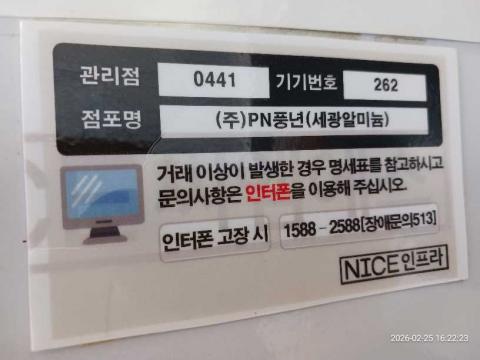 관리점 0441 기기번호 262
점포명 (주)PN풍년(세광알미늄)
거래 이상이 발생한 경우 명세표를 참고하시고
문의사항은 인터폰을 이용해 주십시오.
인터폰 고장 시 1588-2588[장애문의513]
NICE인프라
2026-02-25 16:22:23